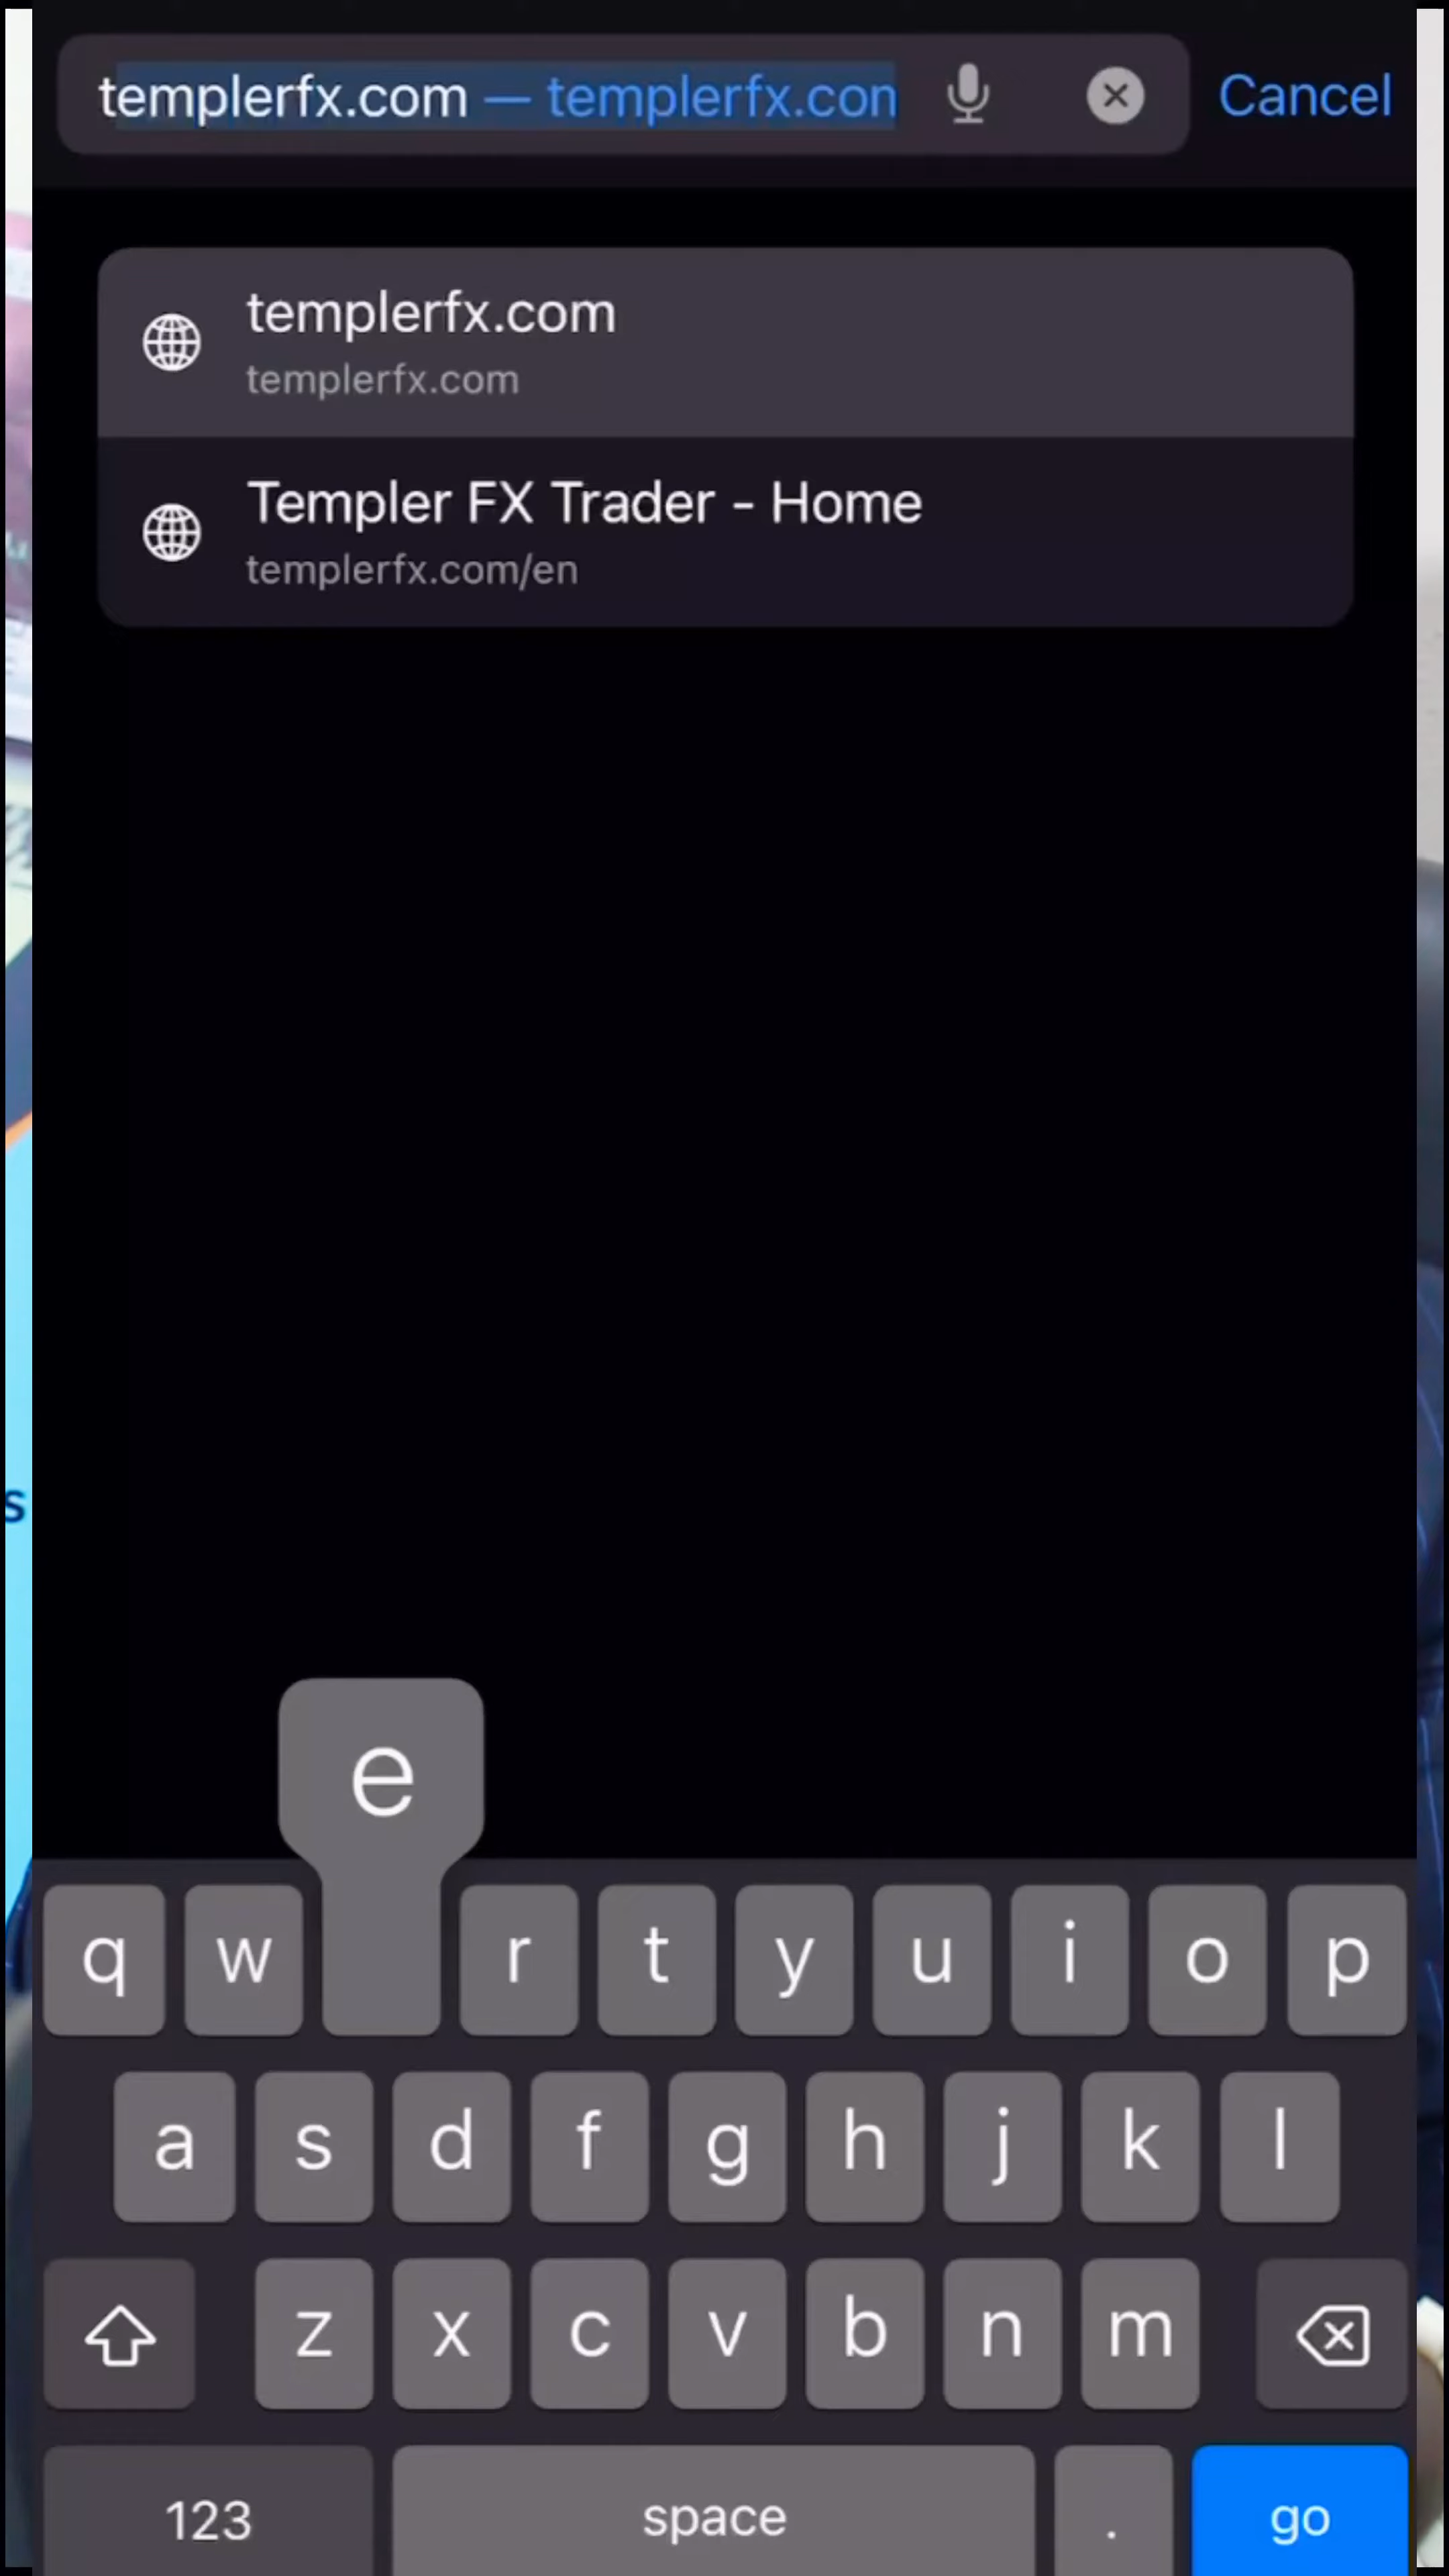 templerfx.com — templerfx.con Cancel
templerfx.com
templerfx.com
Templer FX Trader - Home
templerfx.com/en
e
q w r t y u i o p
a s d f g h j k l
z x c v b n m
123 space . go
s